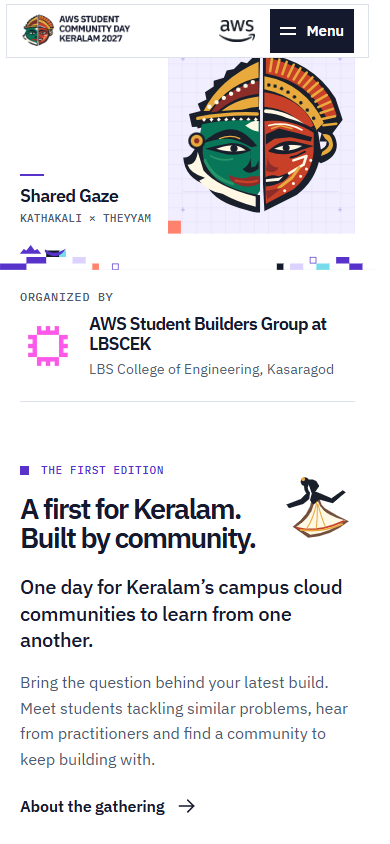 AWS STUDENT
COMMUNITY DAY
KERALAM 2027
aws
Menu
Shared Gaze
KATHAKALI × THEYYAM
ORGANIZED BY
AWS Student Builders Group at
LBSCEK
LBS College of Engineering, Kasaragod
THE FIRST EDITION
A first for Keralam.
Built by community.
One day for Keralam’s campus cloud
communities to learn from one
another.
Bring the question behind your latest build.
Meet students tackling similar problems, hear
from practitioners and find a community to
keep building with.
About the gathering →